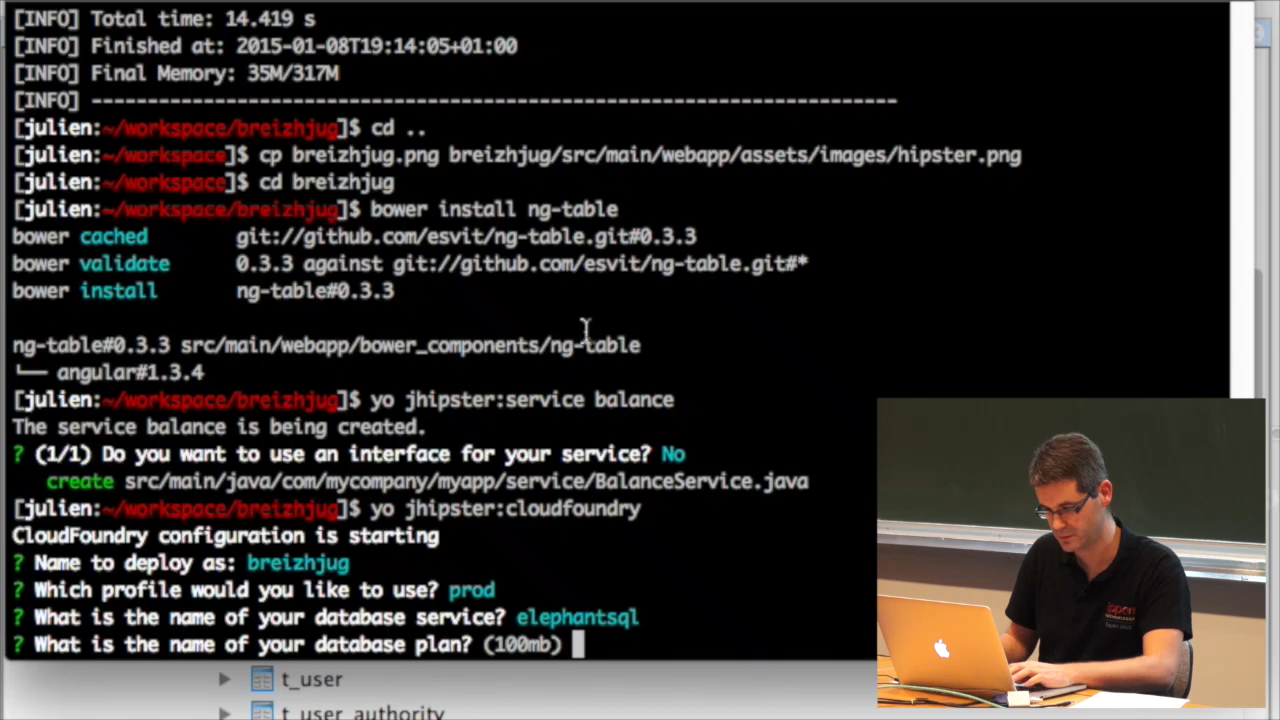 [INFO] Total time: 14.419 s
[INFO] Finished at: 2015-01-08T19:14:05+01:00
[INFO] Final Memory: 35M/317M
[INFO] ------------------------------------------------------------------------
[julien:~/workspace/breizhjug]$ cd ..
[julien:~/workspace]$ cp breizhjug.png breizhjug/src/main/webapp/assets/images/hipster.png
[julien:~/workspace]$ cd breizhjug
[julien:~/workspace/breizhjug]$ bower install ng-table
bower cached git://github.com/esvit/ng-table.git#0.3.3
bower validate 0.3.3 against git://github.com/esvit/ng-table.git#*
bower install ng-table#0.3.3
ng-table#0.3.3 src/main/webapp/bower_components/ng-table
└── angular#1.3.4
[julien:~/workspace/breizhjug]$ yo jhipster:service balance
The service balance is being created.
? (1/1) Do you want to use an interface for your service? No
create src/main/java/com/mycompany/myapp/service/BalanceService.java
[julien:~/workspace/breizhjug]$ yo jhipster:cloudfoundry
CloudFoundry configuration is starting
? Name to deploy as: breizhjug
? Which profile would you like to use? prod
? What is the name of your database service? elephantsql
? What is the name of your database plan? (100mb)
t_user
t_user_authority
ippon